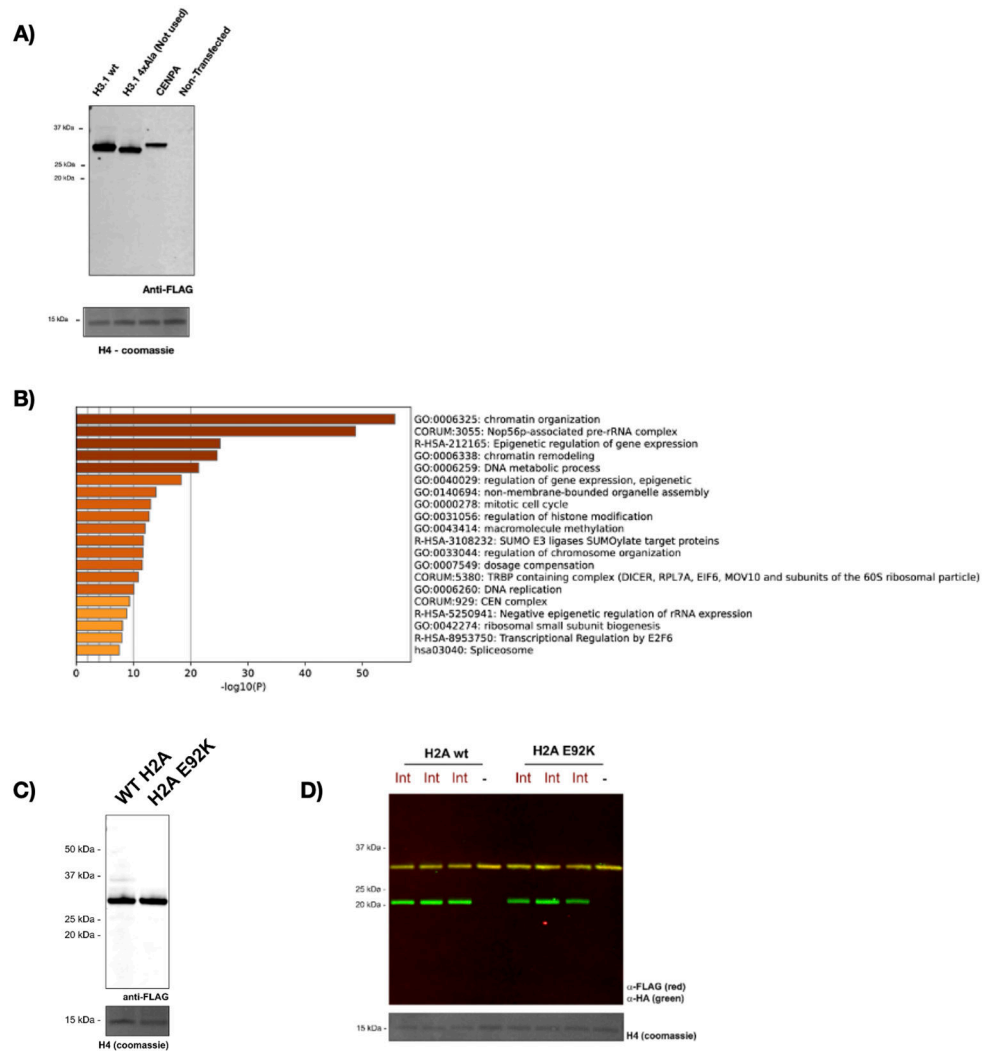 A)
H3.1 wt
H3.1 4xAla (Not used)
CENPA
Non-Transfected
37 kDa -
25 kDa -
20 kDa -
Anti-FLAG
15 kDa -
H4 - coomassie
B)
GO:0006325: chromatin organization
CORUM:3055: Nop56p-associated pre-rRNA complex
R-HSA-212165: Epigenetic regulation of gene expression
GO:0006338: chromatin remodeling
GO:0006259: DNA metabolic process
GO:0040029: regulation of gene expression, epigenetic
GO:0140694: non-membrane-bounded organelle assembly
GO:0000278: mitotic cell cycle
GO:0031056: regulation of histone modification
GO:0043414: macromolecule methylation
R-HSA-3108232: SUMO E3 ligases SUMOylate target proteins
GO:0033044: regulation of chromosome organization
GO:0007549: dosage compensation
CORUM:5380: TRBP containing complex (DICER, RPL7A, EIF6, MOV10 and subunits of the 60S ribosomal particle)
GO:0006260: DNA replication
CORUM:929: CEN complex
R-HSA-5250941: Negative epigenetic regulation of rRNA expression
GO:0042274: ribosomal small subunit biogenesis
R-HSA-8953750: Transcriptional Regulation by E2F6
hsa03040: Spliceosome
0 10 20 30 40 50
-log10(P)
C)
WT H2A
H2A E92K
50 kDa -
37 kDa -
25 kDa -
20 kDa -
anti-FLAG
15 kDa -
H4 (coomassie)
D)
H2A wt H2A E92K
Int Int Int - Int Int Int -
37 kDa -
25 kDa -
20 kDa -
α-FLAG (red)
α-HA (green)
15 kDa -
H4 (coomassie)